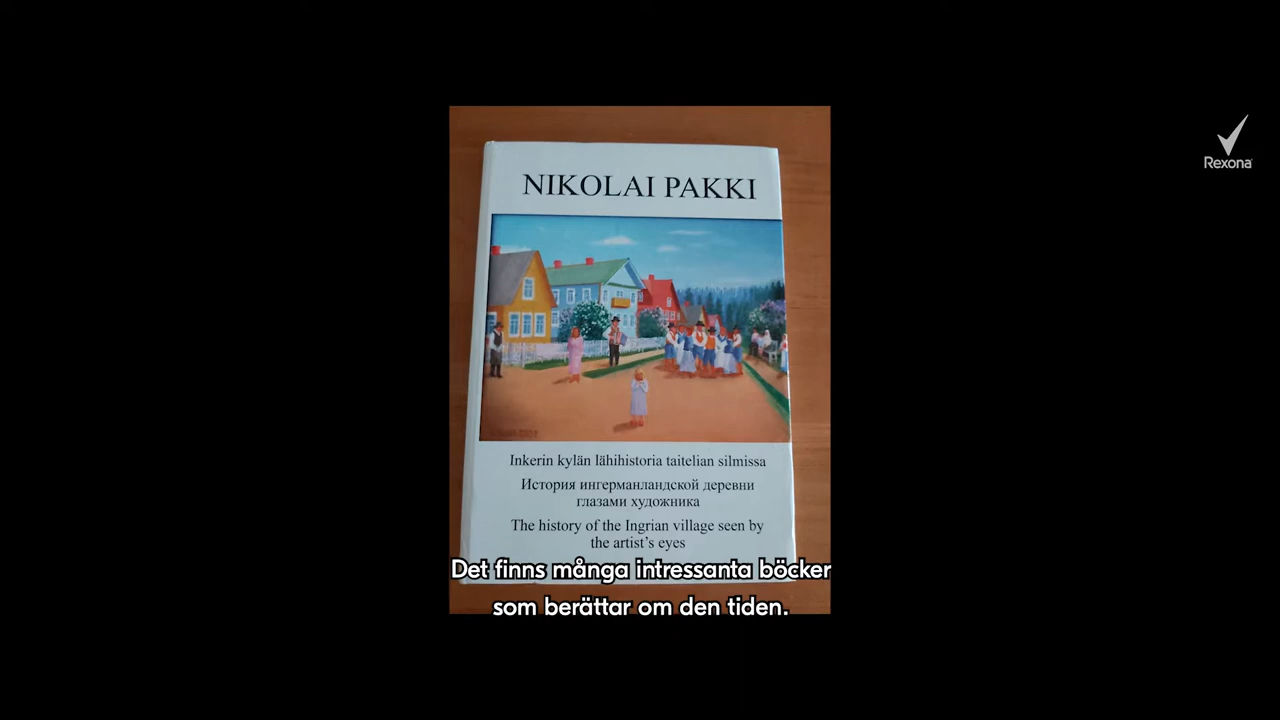 NIKOLAI PAKKI
Inkerin kylän lähihistoria taitelian silmissa
История ингерманландской деревни
глазами художника
The history of the Ingrian village seen by
the artist's eyes
Det finns många intressanta böcker
som berättar om den tiden.
Rexona